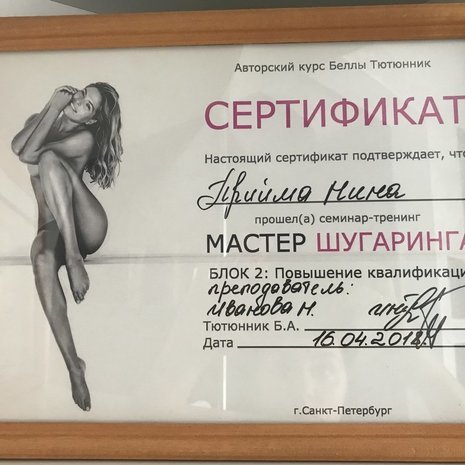 Авторский курс Беллы Тютюнник
СЕРТИФИКАТ
Настоящий сертификат подтверждает, что
Прийма Нина
прошел(а) семинар-тренинг
МАСТЕР ШУГАРИНГА
БЛОК 2: Повышение квалификаци
преподаватель:
Иванова Н.
Тютюнник Б.А.
Дата 16.04.2018
г.Санкт-Петербург